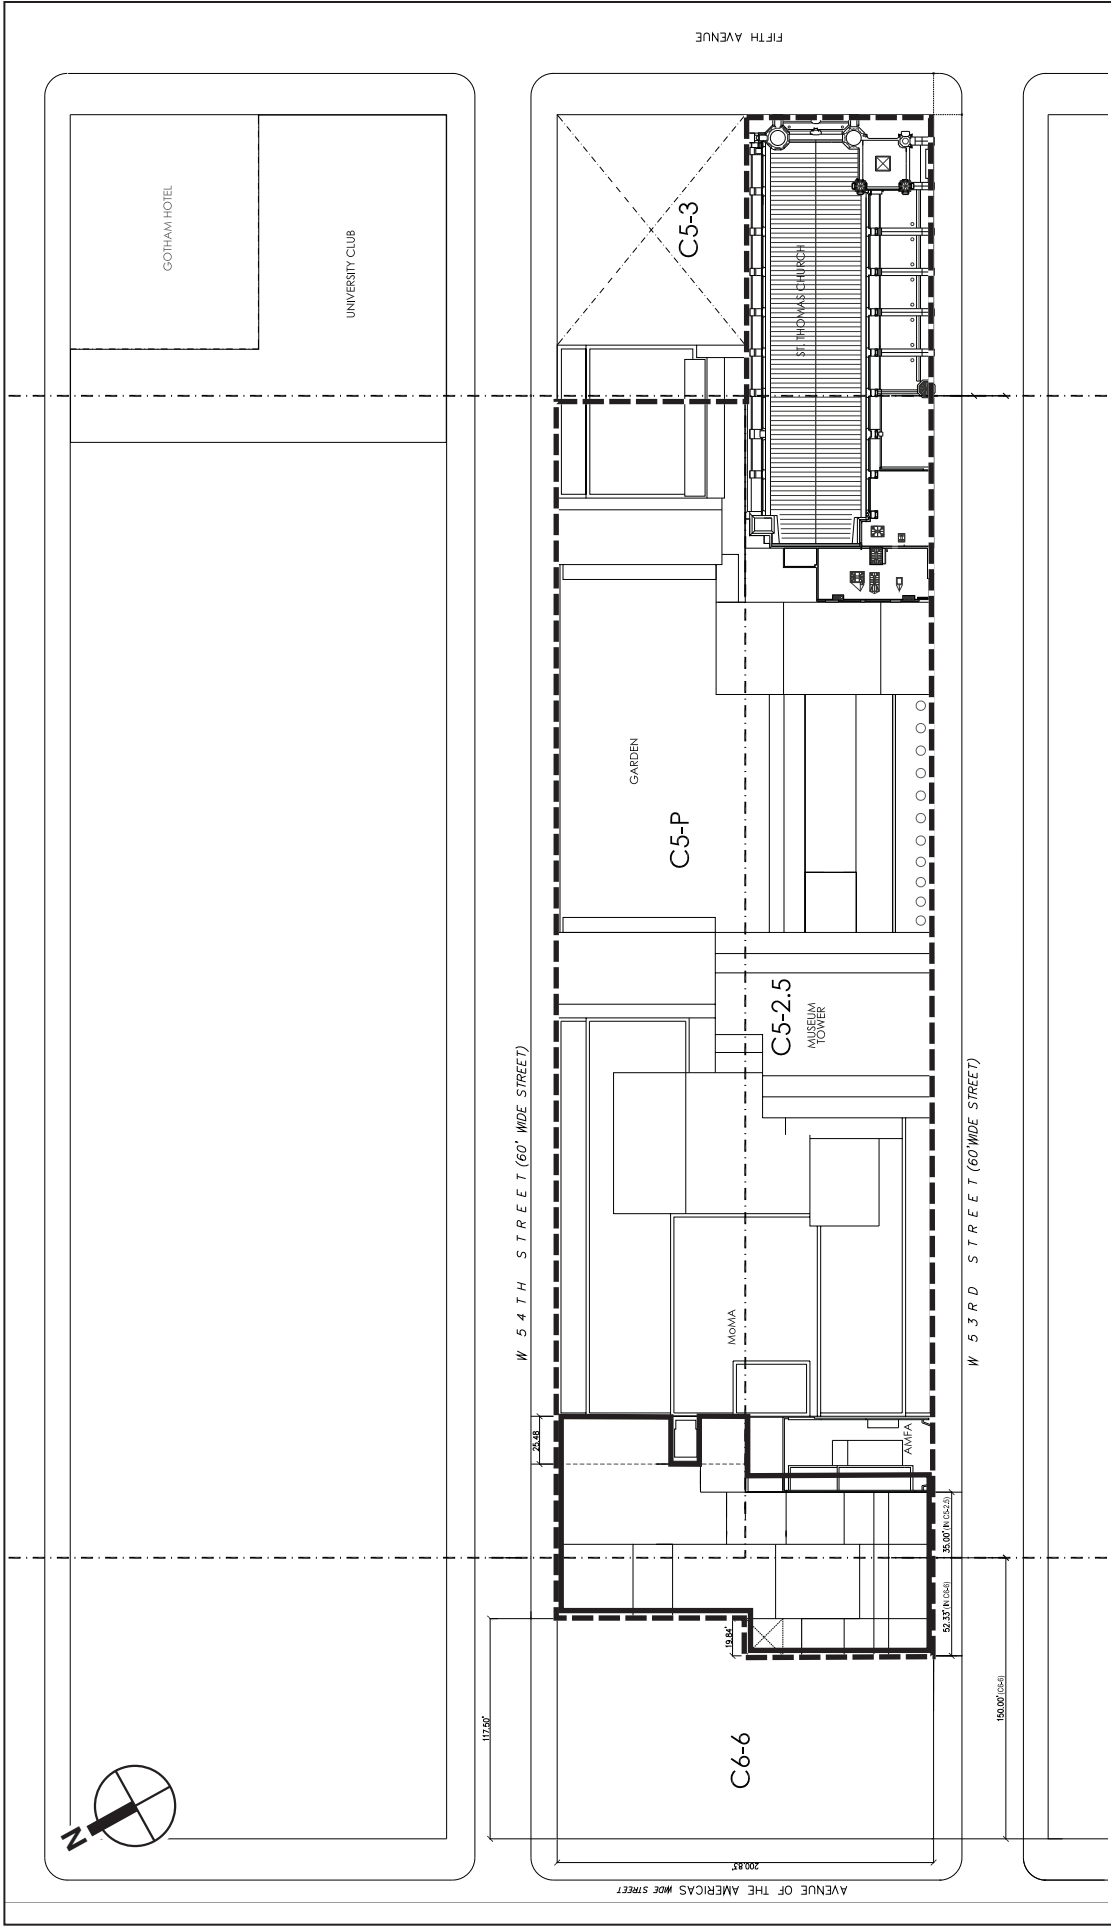 FIFTH AVENUE
GOTHAM HOTEL
UNIVERSITY CLUB
C5-3
ST. THOMAS CHURCH
GARDEN
C5-P
C5-2.5
MUSEUM
TOWER
W 54TH STREET (60' WIDE STREET)
W 53RD STREET (60' WIDE STREET)
MoMA
AMFA
25.48
35.00' (IN C5-2.5)
52.33' (IN C6-6)
19.84'
117.50'
150.00' (C6-6)
C6-6
N
200.83'
AVENUE OF THE AMERICAS WIDE STREET